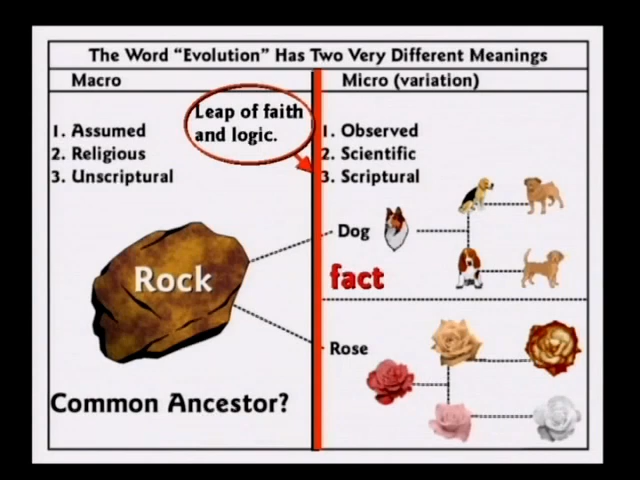 The Word “Evolution” Has Two Very Different Meanings
Macro
Micro (variation)
Leap of faith
and logic.
1. Assumed
2. Religious
3. Unscriptural
1. Observed
2. Scientific
3. Scriptural
Dog
Rock
fact
Rose
Common Ancestor?